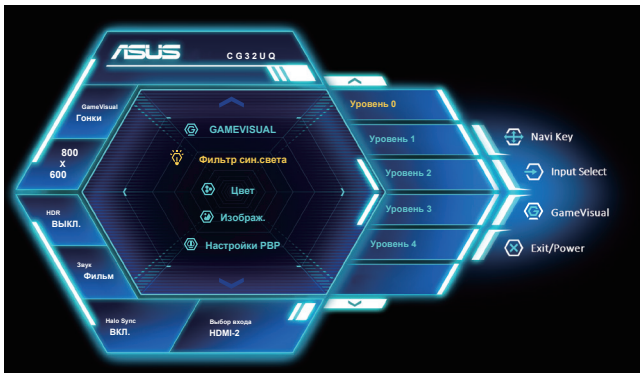 ASUS
CG32UQ
GameVisual
Гонки
800
X
600
HDR
ВЫКЛ.
Звук
Фильм
Halo Sync
ВКЛ.
Выбор входа
HDMI-2
GAMEVISUAL
Фильтр син.света
Цвет
Изображ.
Настройки PBP
Уровень 0
Уровень 1
Уровень 2
Уровень 3
Уровень 4
Navi Key
Input Select
GameVisual
Exit/Power